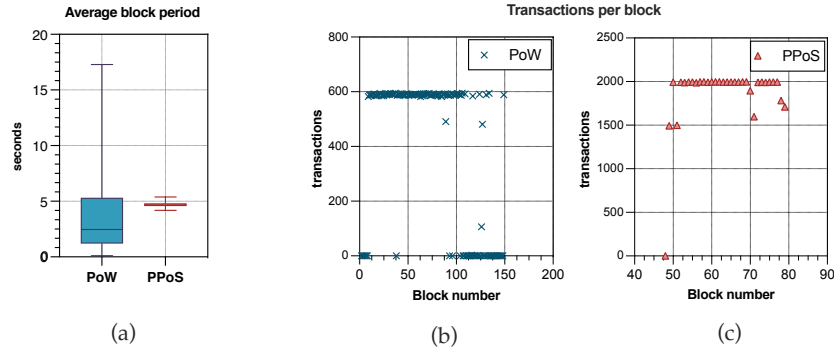 Average block period
Transactions per block
20
15
10
5
0
seconds
PoW
PPoS
(a)
800
600
400
200
0
transactions
PoW
0
50
100
150
200
Block number
(b)
2500
2000
1500
1000
500
0
transactions
PPoS
40
50
60
70
80
90
Block number
(c)